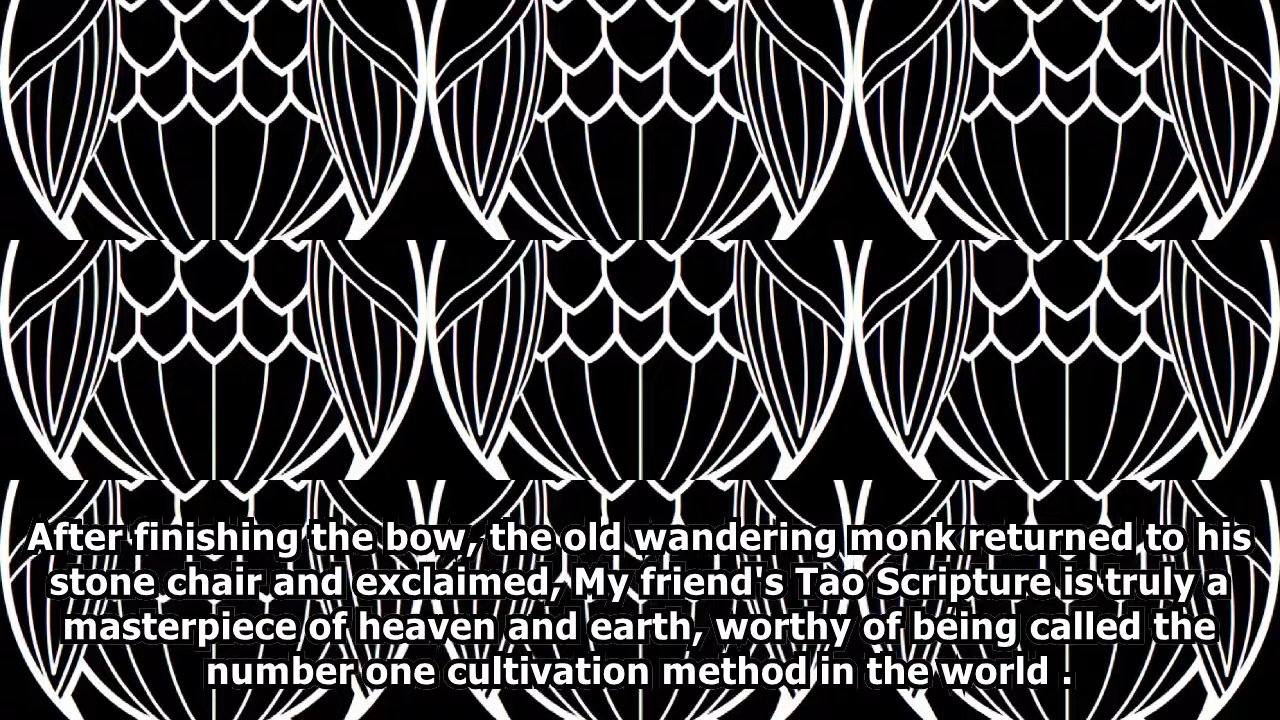 After finishing the bow, the old wandering monk returned to his
stone chair and exclaimed, My friend's Tao Scripture is truly a
masterpiece of heaven and earth, worthy of being called the
number one cultivation method in the world .